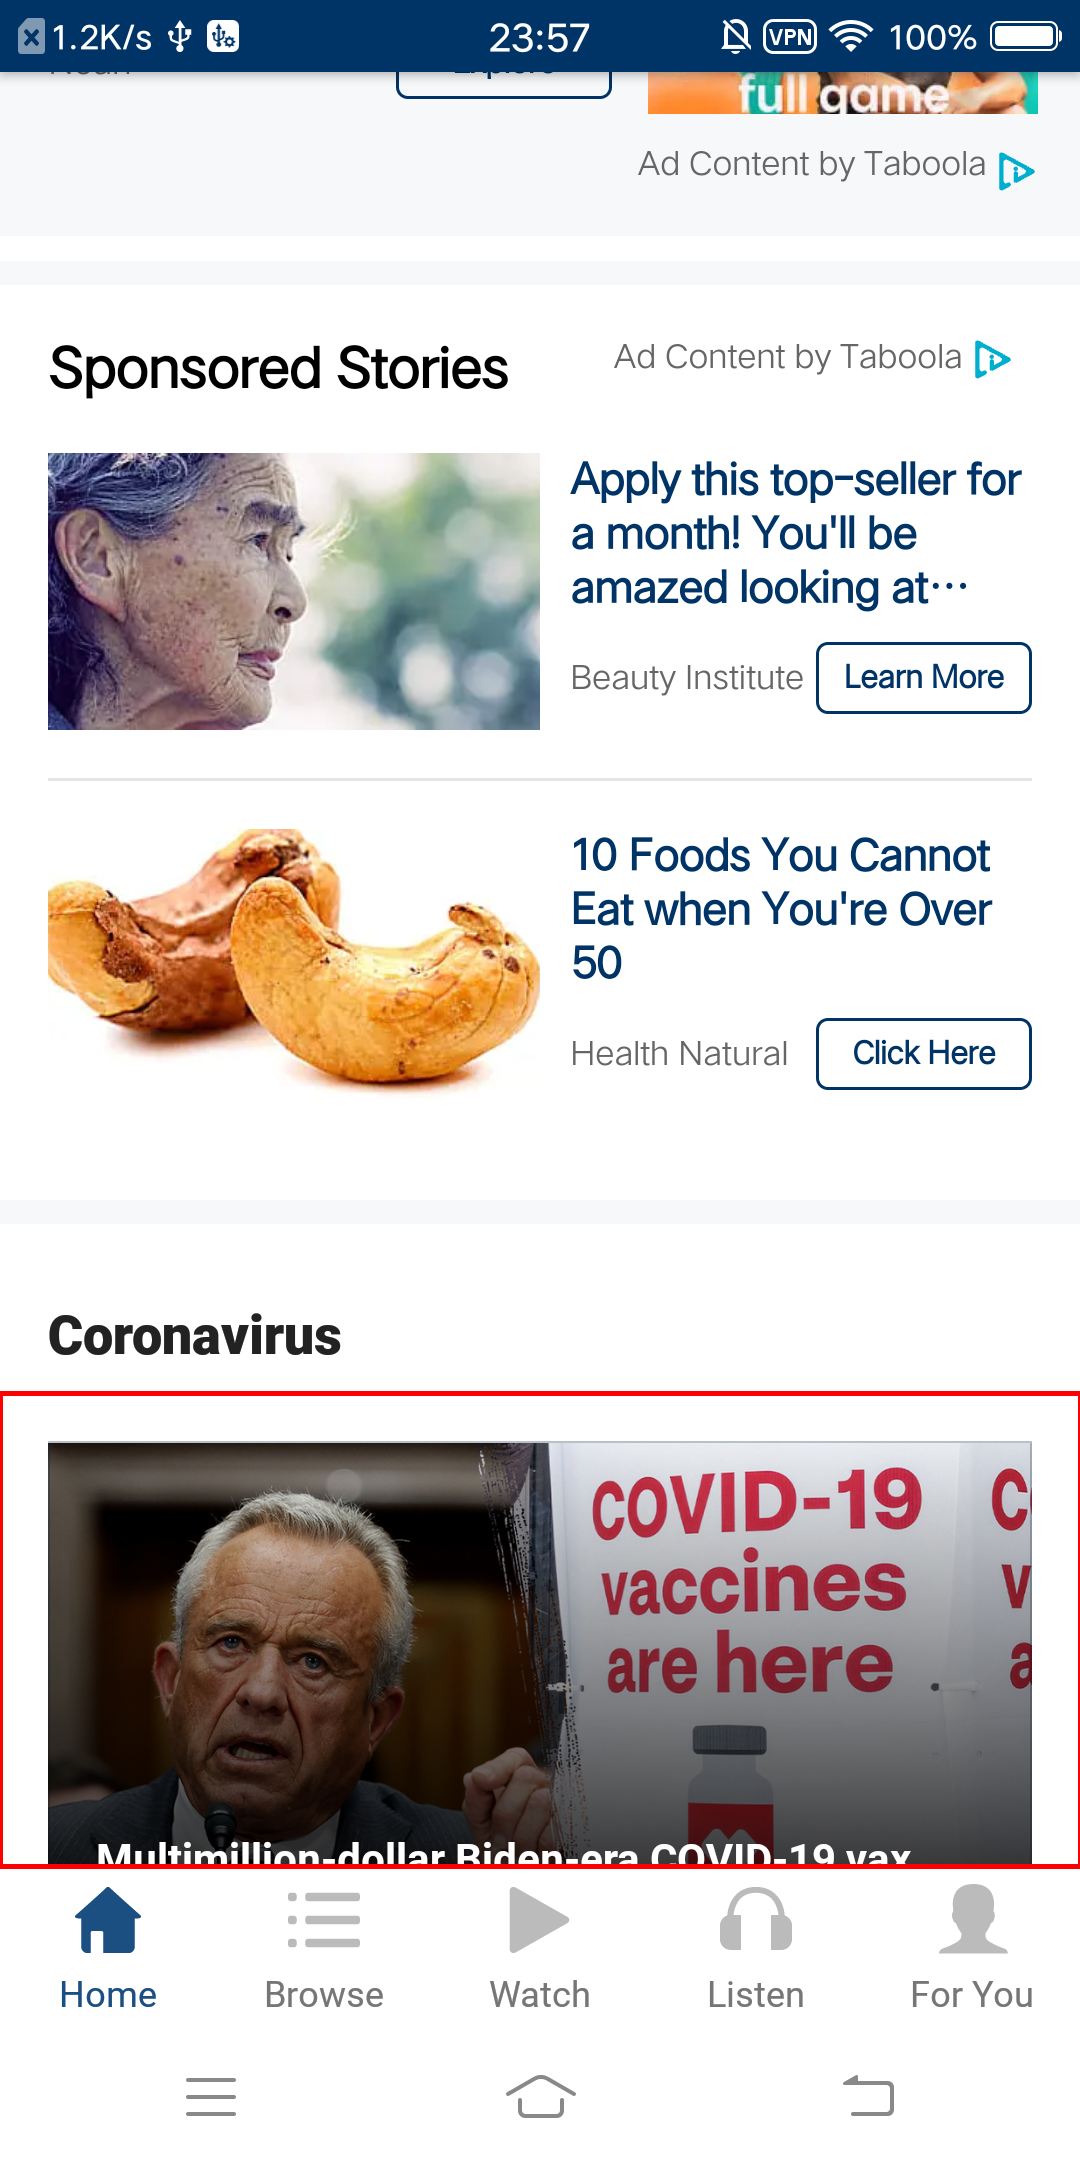 1.2K/s 23:57 VPN 100%
full game
Ad Content by Taboola
Sponsored Stories
Ad Content by Taboola
Apply this top-seller for
a month! You'll be
amazed looking at…
Beauty Institute
Learn More
10 Foods You Cannot
Eat when You're Over
50
Health Natural
Click Here
Coronavirus
COVID-19
vaccines
are here
Multimillion-dollar Biden-era COVID-19 vax
Home
Browse
Watch
Listen
For You